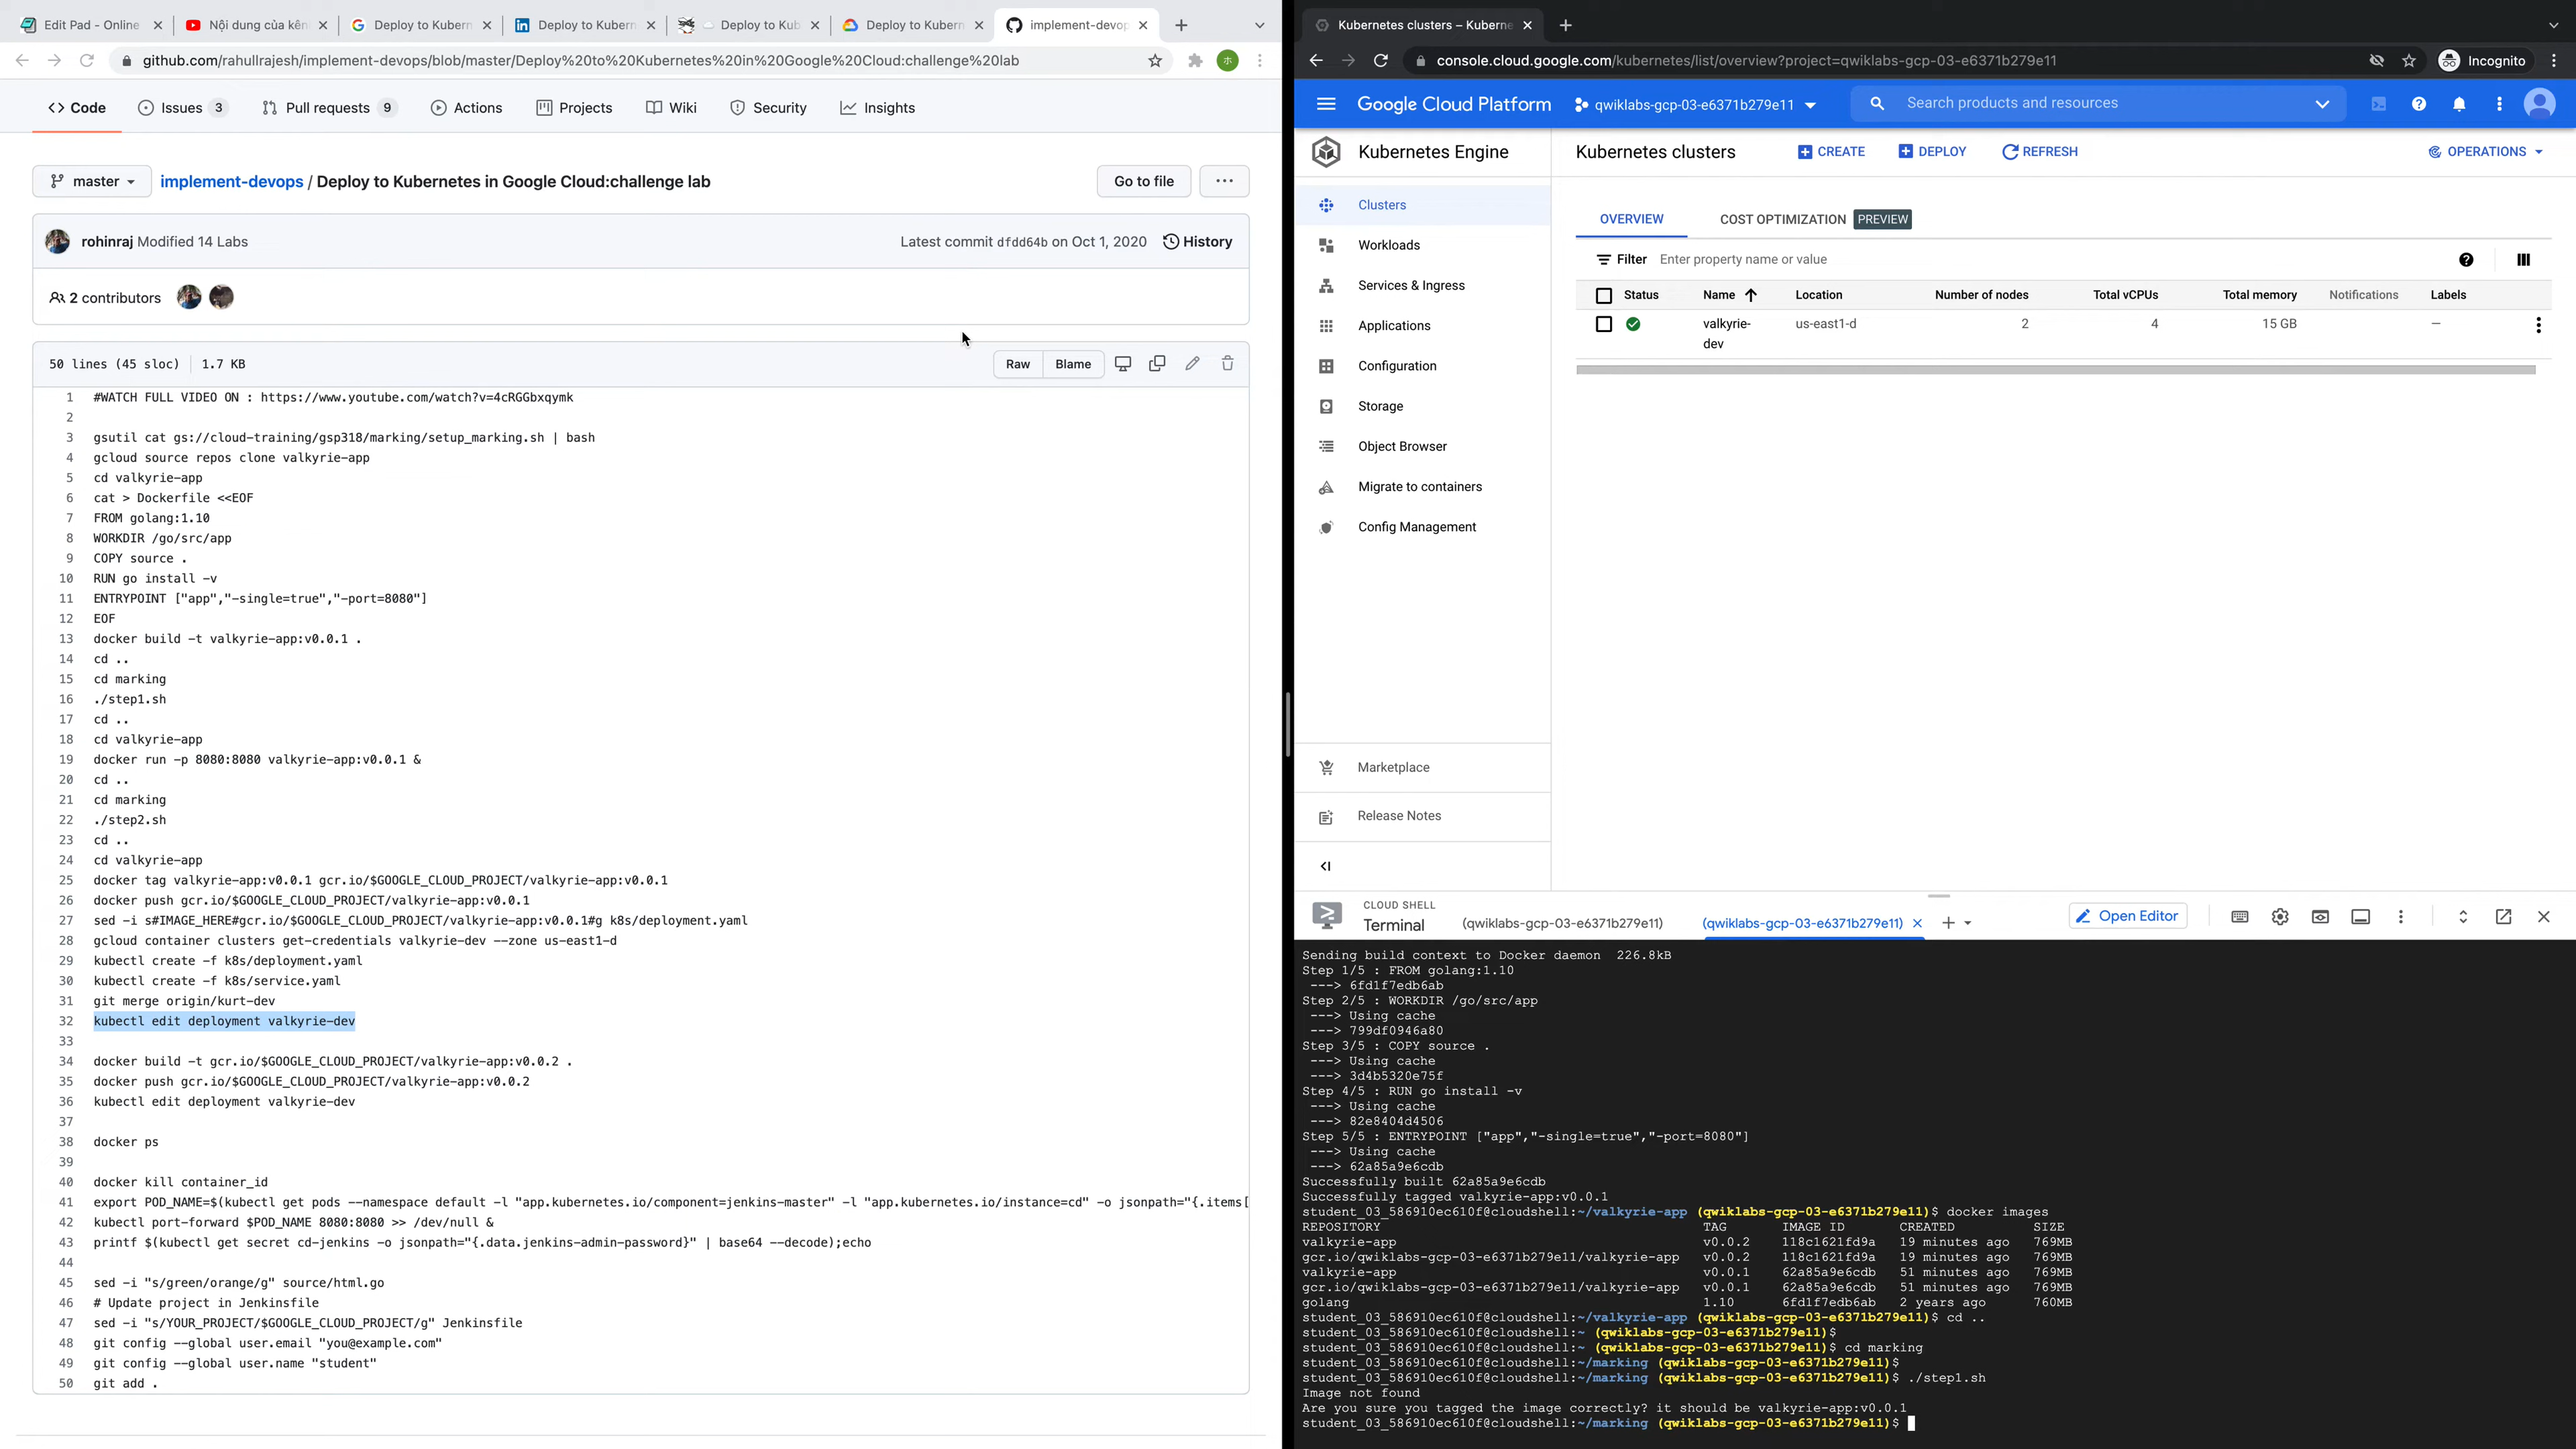 Edit Pad - Online
Nội dung của kên
Deploy to Kubern
Deploy to Kubern
Deploy to Kub
Deploy to Kubern
implement-devop
github.com/rahullrajesh/implement-devops/blob/master/Deploy%20to%20Kubernetes%20in%20Google%20Cloud:challenge%20lab
<> Code
Issues 3
Pull requests 9
Actions
Projects
Wiki
Security
Insights
master
implement-devops / Deploy to Kubernetes in Google Cloud:challenge lab
Go to file
rohinraj Modified 14 Labs
Latest commit dfdd64b on Oct 1, 2020
History
2 contributors
50 lines (45 sloc) 1.7 KB
Raw
Blame
1 #WATCH FULL VIDEO ON : https://www.youtube.com/watch?v=4cRGGbxqymk
2
3 gsutil cat gs://cloud-training/gsp318/marking/setup_marking.sh | bash
4 gcloud source repos clone valkyrie-app
5 cd valkyrie-app
6 cat > Dockerfile <<EOF
7 FROM golang:1.10
8 WORKDIR /go/src/app
9 COPY source .
10 RUN go install -v
11 ENTRYPOINT ["app","-single=true","-port=8080"]
12 EOF
13 docker build -t valkyrie-app:v0.0.1 .
14 cd ..
15 cd marking
16 ./step1.sh
17 cd ..
18 cd valkyrie-app
19 docker run -p 8080:8080 valkyrie-app:v0.0.1 &
20 cd ..
21 cd marking
22 ./step2.sh
23 cd ..
24 cd valkyrie-app
25 docker tag valkyrie-app:v0.0.1 gcr.io/$GOOGLE_CLOUD_PROJECT/valkyrie-app:v0.0.1
26 docker push gcr.io/$GOOGLE_CLOUD_PROJECT/valkyrie-app:v0.0.1
27 sed -i s#IMAGE_HERE#gcr.io/$GOOGLE_CLOUD_PROJECT/valkyrie-app:v0.0.1#g k8s/deployment.yaml
28 gcloud container clusters get-credentials valkyrie-dev --zone us-east1-d
29 kubectl create -f k8s/deployment.yaml
30 kubectl create -f k8s/service.yaml
31 git merge origin/kurt-dev
32 kubectl edit deployment valkyrie-dev
33
34 docker build -t gcr.io/$GOOGLE_CLOUD_PROJECT/valkyrie-app:v0.0.2 .
35 docker push gcr.io/$GOOGLE_CLOUD_PROJECT/valkyrie-app:v0.0.2
36 kubectl edit deployment valkyrie-dev
37
38 docker ps
39
40 docker kill container_id
41 export POD_NAME=$(kubectl get pods --namespace default -l "app.kubernetes.io/component=jenkins-master" -l "app.kubernetes.io/instance=cd" -o jsonpath="{.items[
42 kubectl port-forward $POD_NAME 8080:8080 >> /dev/null &
43 printf $(kubectl get secret cd-jenkins -o jsonpath="{.data.jenkins-admin-password}" | base64 --decode);echo
44
45 sed -i "s/green/orange/g" source/html.go
46 # Update project in Jenkinsfile
47 sed -i "s/YOUR_PROJECT/$GOOGLE_CLOUD_PROJECT/g" Jenkinsfile
48 git config --global user.email "you@example.com"
49 git config --global user.name "student"
50 git add .
Kubernetes clusters – Kuberne
console.cloud.google.com/kubernetes/list/overview?project=qwiklabs-gcp-03-e6371b279e11
Incognito
Google Cloud Platform
qwiklabs-gcp-03-e6371b279e11
Search products and resources
Kubernetes Engine
Clusters
Workloads
Services & Ingress
Applications
Configuration
Storage
Object Browser
Migrate to containers
Config Management
Marketplace
Release Notes
Kubernetes clusters
CREATE
DEPLOY
REFRESH
OPERATIONS
OVERVIEW
COST OPTIMIZATION PREVIEW
Filter Enter property name or value
Status Name Location Number of nodes Total vCPUs Total memory Notifications Labels
valkyrie-dev us-east1-d 2 4 15 GB –
CLOUD SHELL
Terminal
(qwiklabs-gcp-03-e6371b279e11)
(qwiklabs-gcp-03-e6371b279e11)
Open Editor
Sending build context to Docker daemon 226.8kB
Step 1/5 : FROM golang:1.10
---> 6fd1f7edb6ab
Step 2/5 : WORKDIR /go/src/app
---> Using cache
---> 799df0946a80
Step 3/5 : COPY source .
---> Using cache
---> 3d4b5320e75f
Step 4/5 : RUN go install -v
---> Using cache
---> 82e8404d4506
Step 5/5 : ENTRYPOINT ["app","-single=true","-port=8080"]
---> Using cache
---> 62a85a9e6cdb
Successfully built 62a85a9e6cdb
Successfully tagged valkyrie-app:v0.0.1
student_03_586910ec610f@cloudshell:~/valkyrie-app (qwiklabs-gcp-03-e6371b279e11)$ docker images
REPOSITORY TAG IMAGE ID CREATED SIZE
valkyrie-app v0.0.2 118c1621fd9a 19 minutes ago 769MB
gcr.io/qwiklabs-gcp-03-e6371b279e11/valkyrie-app v0.0.2 118c1621fd9a 19 minutes ago 769MB
valkyrie-app v0.0.1 62a85a9e6cdb 51 minutes ago 769MB
gcr.io/qwiklabs-gcp-03-e6371b279e11/valkyrie-app v0.0.1 62a85a9e6cdb 51 minutes ago 769MB
golang 1.10 6fd1f7edb6ab 2 years ago 760MB
student_03_586910ec610f@cloudshell:~/valkyrie-app (qwiklabs-gcp-03-e6371b279e11)$ cd ..
student_03_586910ec610f@cloudshell:~ (qwiklabs-gcp-03-e6371b279e11)$
student_03_586910ec610f@cloudshell:~ (qwiklabs-gcp-03-e6371b279e11)$ cd marking
student_03_586910ec610f@cloudshell:~/marking (qwiklabs-gcp-03-e6371b279e11)$
student_03_586910ec610f@cloudshell:~/marking (qwiklabs-gcp-03-e6371b279e11)$ ./step1.sh
Image not found
Are you sure you tagged the image correctly? it should be valkyrie-app:v0.0.1
student_03_586910ec610f@cloudshell:~/marking (qwiklabs-gcp-03-e6371b279e11)$